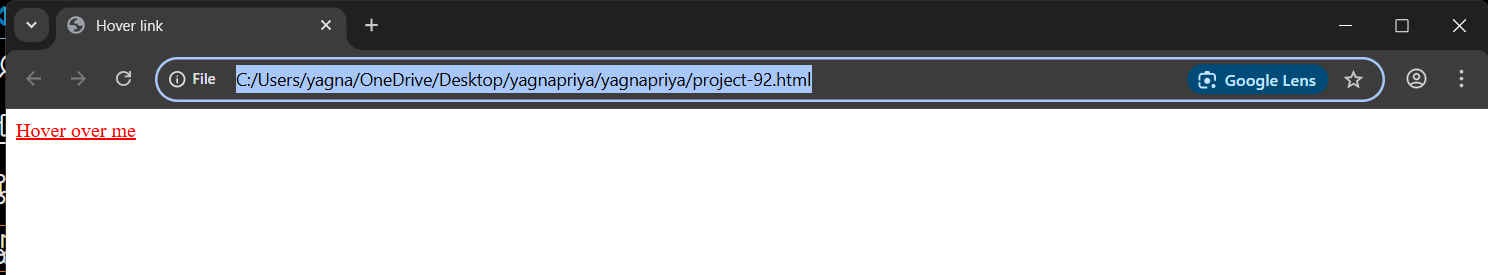 Hover link
File C:/Users/yagna/OneDrive/Desktop/yagnapriya/yagnapriya/project-92.html Google Lens
Hover over me